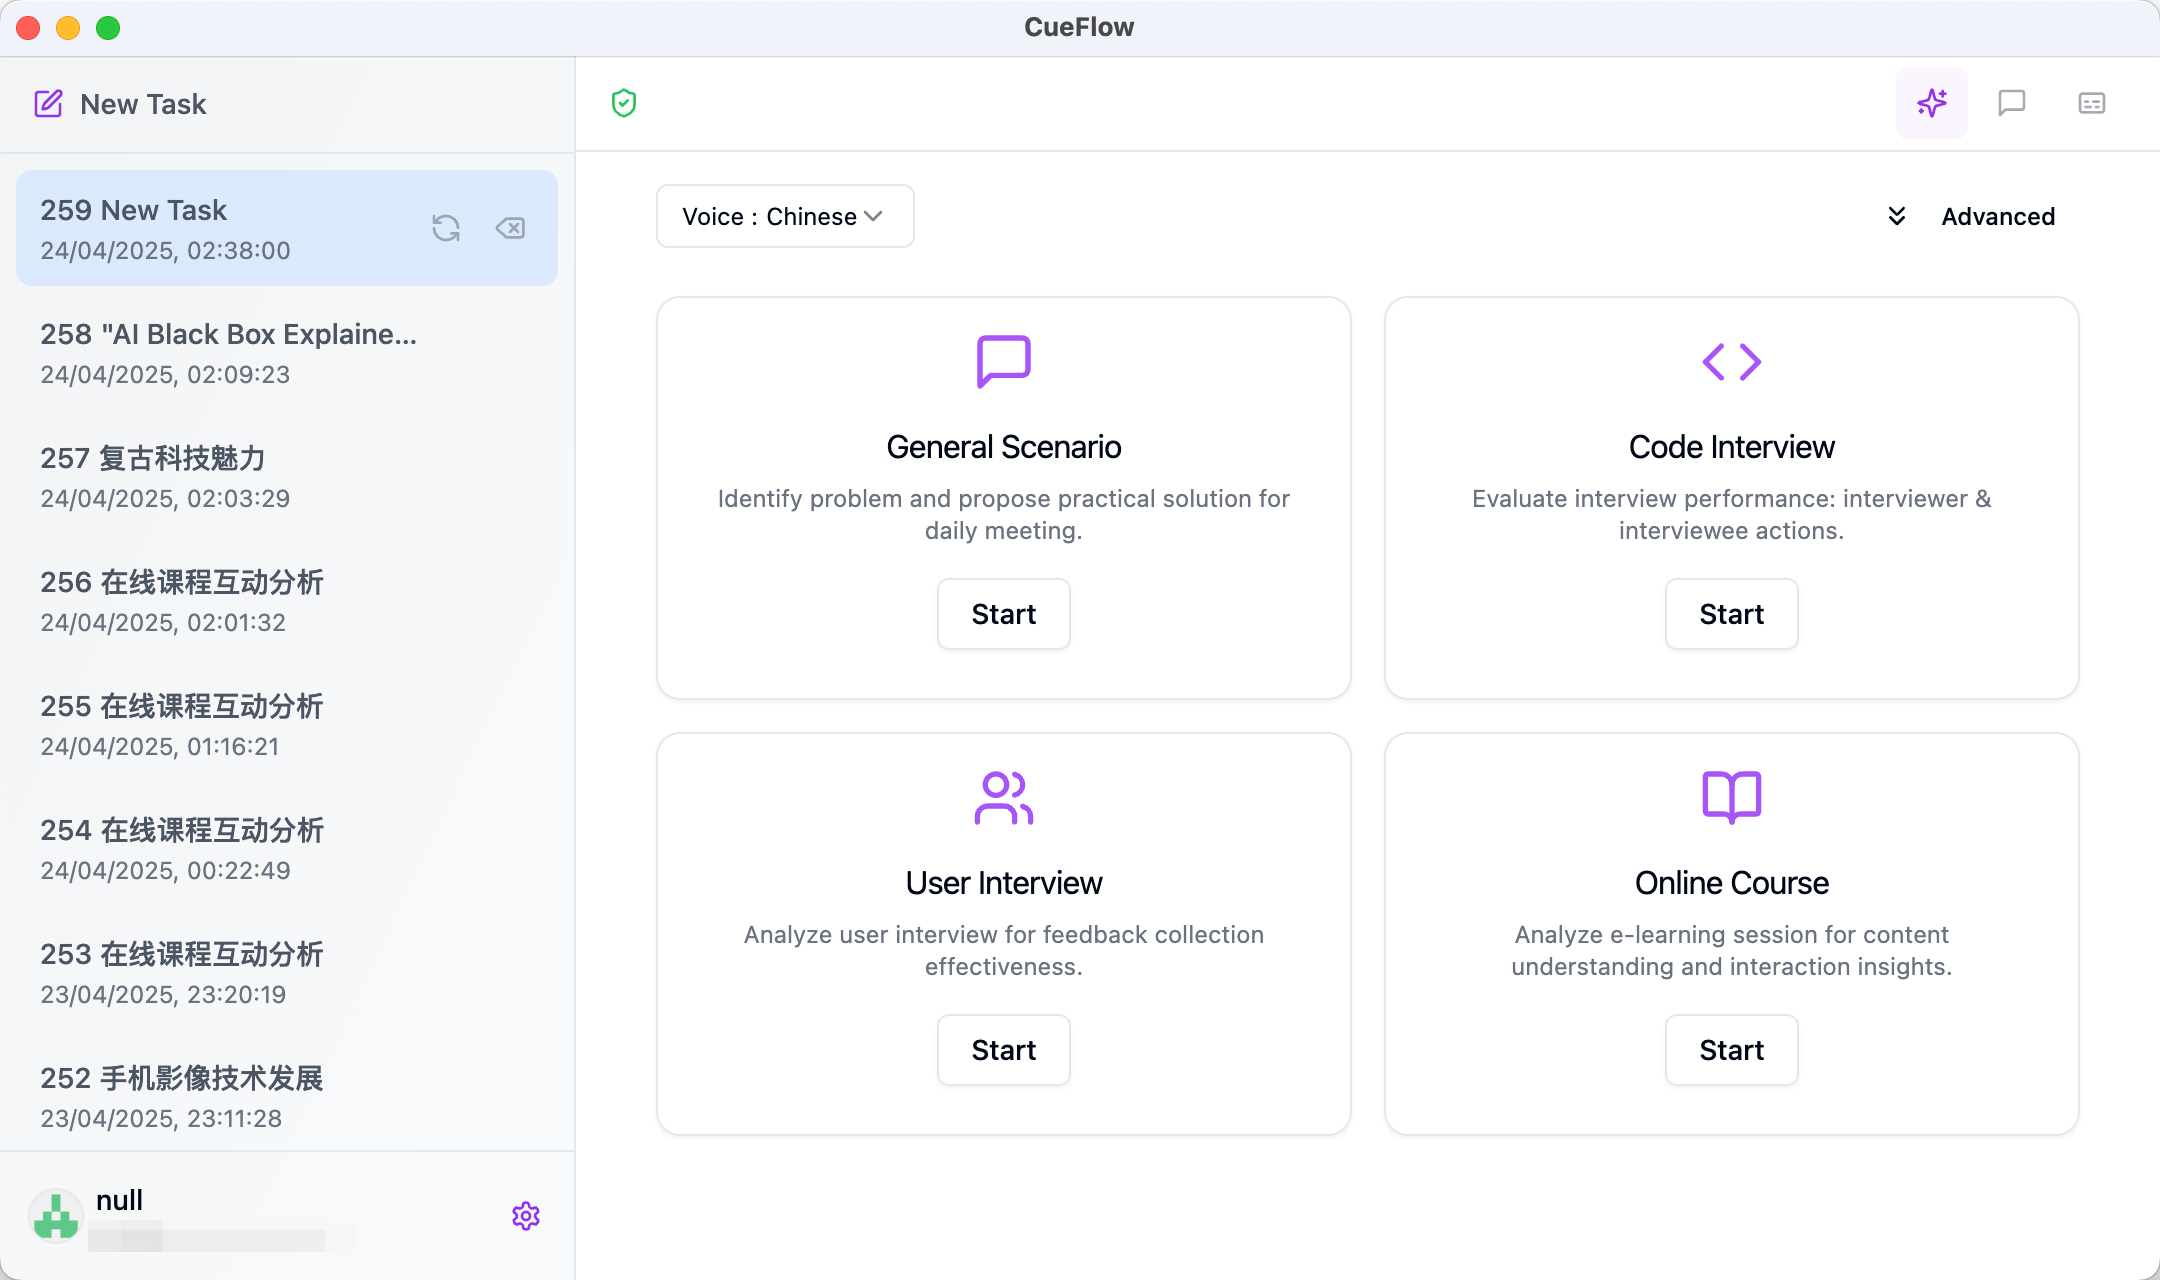 CueFlow
New Task
259 New Task
24/04/2025, 02:38:00
258 "AI Black Box Explaine...
24/04/2025, 02:09:23
257 复古科技魅力
24/04/2025, 02:03:29
256 在线课程互动分析
24/04/2025, 02:01:32
255 在线课程互动分析
24/04/2025, 01:16:21
254 在线课程互动分析
24/04/2025, 00:22:49
253 在线课程互动分析
23/04/2025, 23:20:19
252 手机影像技术发展
23/04/2025, 23:11:28
null
Voice : Chinese
Advanced
General Scenario
Identify problem and propose practical solution for
daily meeting.
Start
Code Interview
Evaluate interview performance: interviewer &
interviewee actions.
Start
User Interview
Analyze user interview for feedback collection
effectiveness.
Start
Online Course
Analyze e-learning session for content
understanding and interaction insights.
Start